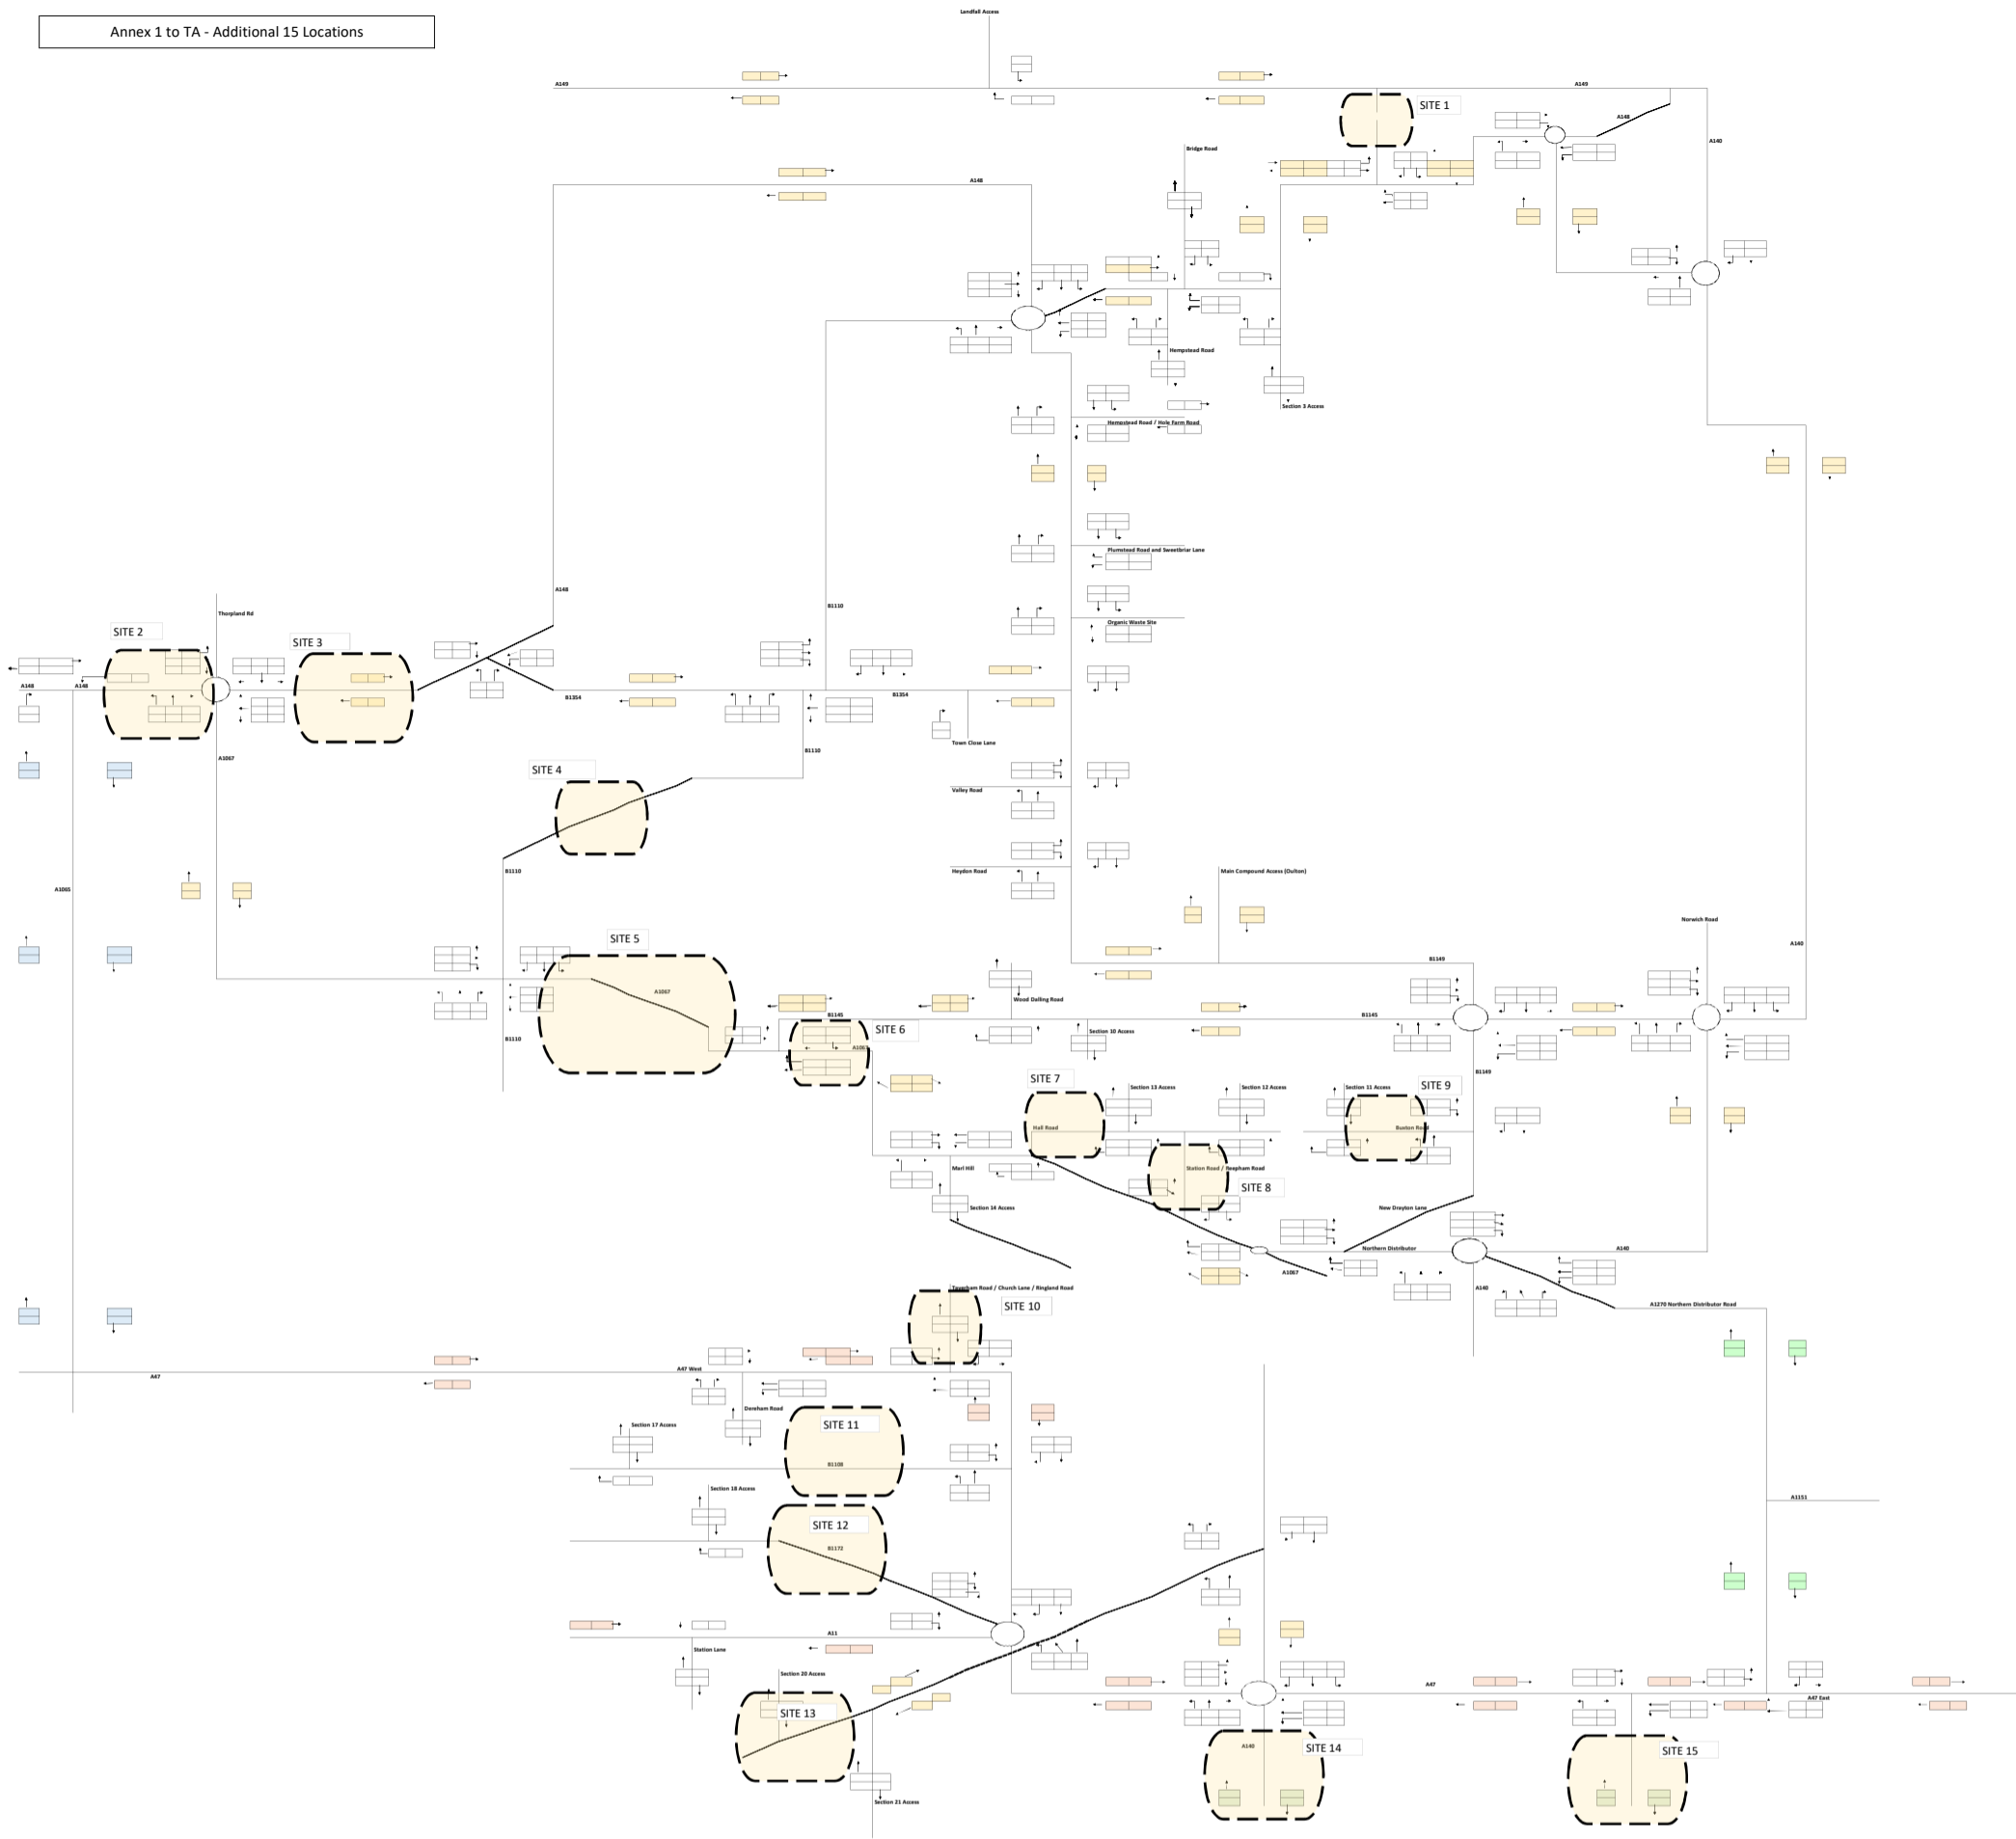 Landfall Access
Annex 1 to TA - Additional 15 Locations
A149
A149
SITE 1
A148
A140
Bridge Road
A148
Hempstead Road
Section 3 Access
Hempstead Road / Hole Farm Road
Plumstead Road and Sweetbriar Lane
A148
B1110
Thorpland Rd
Organic Waste Site
SITE 2
SITE 3
A148
A148
B1354
B1354
Town Close Lane
B1110
A1067
SITE 4
Valley Road
B1110
Heydon Road
Main Compound Access (Oulton)
A1065
Norwich Road
SITE 5
A140
B1149
A1067
Wood Dalling Road
B1145
B1145
SITE 6
Section 10 Access
B1110
A1067
B1149
SITE 7
SITE 9
Section 13 Access
Section 12 Access
Section 11 Access
Hall Road
Buxton Road
Marl Hill
Station Road / Reepham Road
SITE 8
Section 14 Access
New Drayton Lane
Northern Distributor
A140
A1067
Taverham Road / Church Lane / Ringland Road
A140
SITE 10
A1270 Northern Distributor Road
A47 West
A47
Dereham Road
SITE 11
Section 17 Access
B1108
Section 18 Access
A1151
SITE 12
B1172
A11
Station Lane
Section 20 Access
A47
A47 East
SITE 13
A140
SITE 14
SITE 15
Section 21 Access